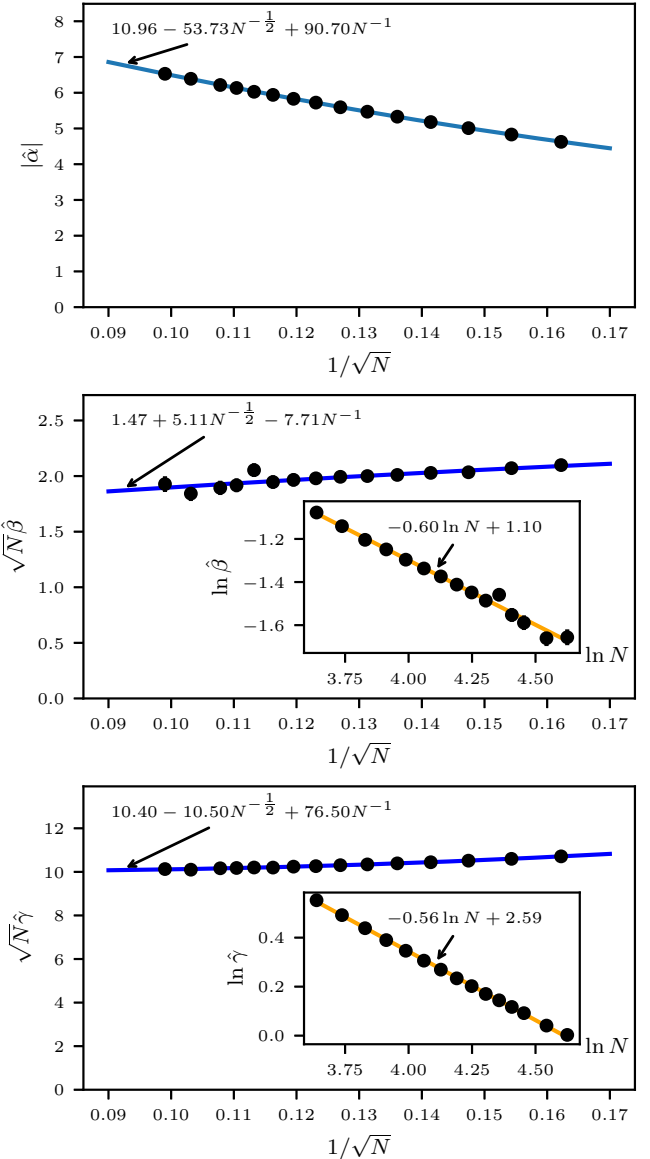 10.96 − 53.73N^{−1/2} + 90.70N^{−1}
8
7
6
5
4
3
2
1
0
|α̂|
0.09 0.10 0.11 0.12 0.13 0.14 0.15 0.16 0.17
1/√N
1.47 + 5.11N^{−1/2} − 7.71N^{−1}
2.5
2.0
1.5
1.0
0.5
0.0
√N β̂
−0.60 ln N + 1.10
−1.2
−1.4
−1.6
ln β̂
3.75 4.00 4.25 4.50
ln N
0.09 0.10 0.11 0.12 0.13 0.14 0.15 0.16 0.17
1/√N
10.40 − 10.50N^{−1/2} + 76.50N^{−1}
12
10
8
6
4
2
0
√N γ̂
−0.56 ln N + 2.59
0.4
0.2
0.0
ln γ̂
3.75 4.00 4.25 4.50
ln N
0.09 0.10 0.11 0.12 0.13 0.14 0.15 0.16 0.17
1/√N